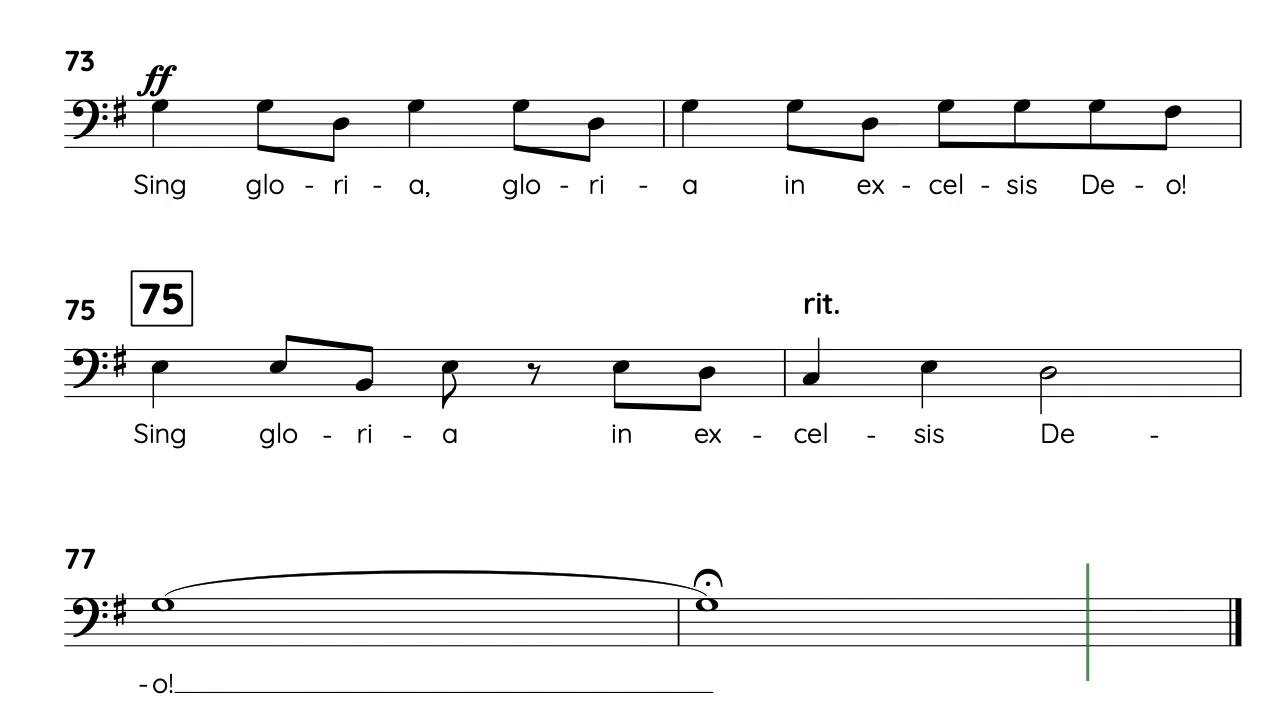 73
ff
Sing glo - ri - a, glo - ri - a in ex - cel - sis De - o!
75 75 rit.
Sing glo - ri - a in ex - cel - sis De -
77
- o!